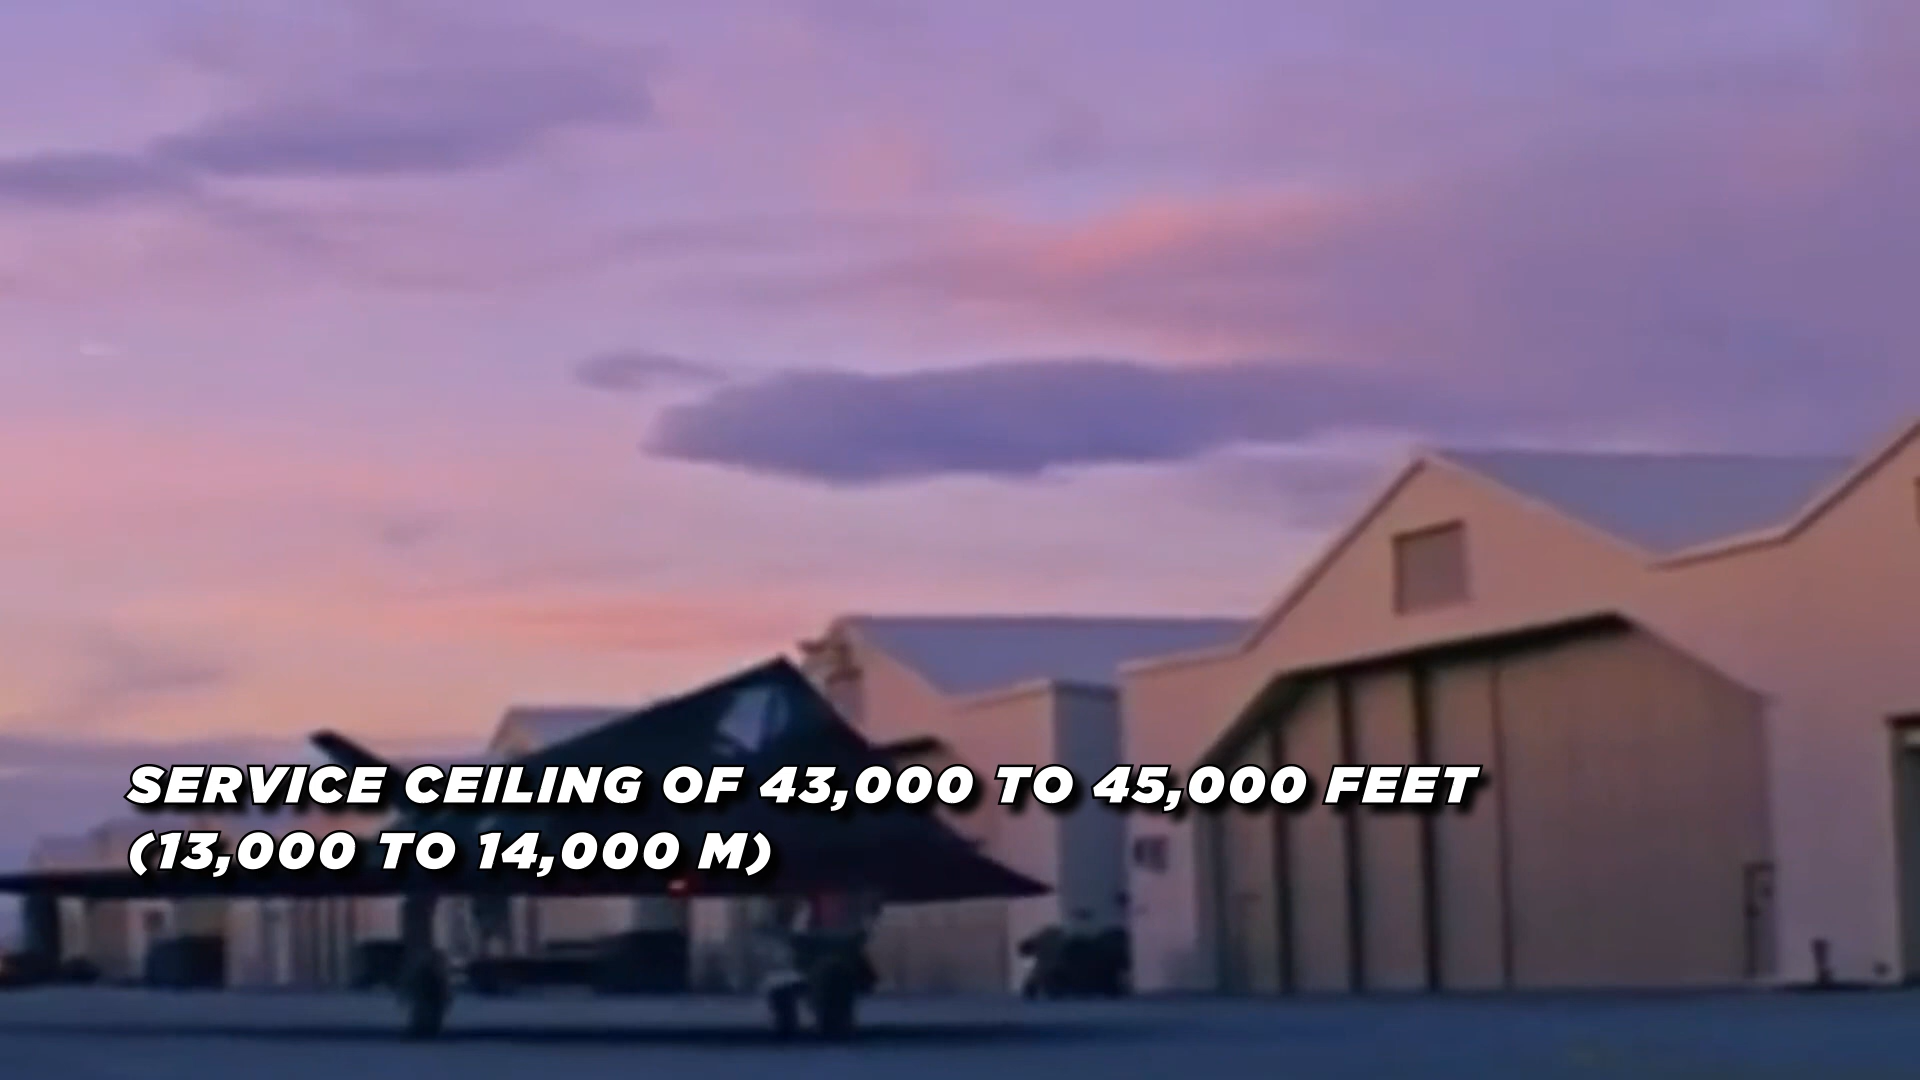 SERVICE CEILING OF 43,000 TO 45,000 FEET
(13,000 TO 14,000 M)